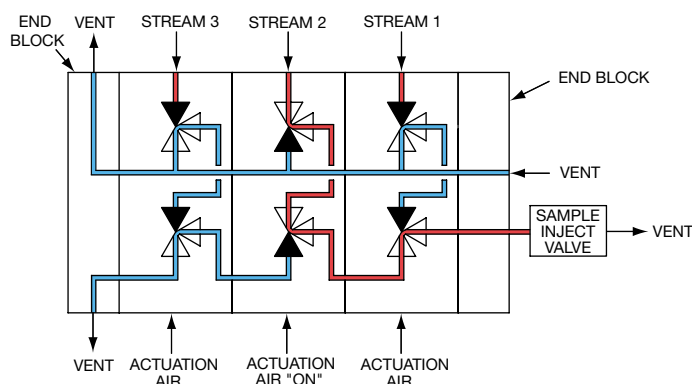 END
BLOCK
VENT
STREAM 3
STREAM 2
STREAM 1
END BLOCK
VENT
SAMPLE
INJECT
VALVE
VENT
VENT
ACTUATION
AIR
ACTUATION
AIR "ON"
ACTUATION
AIR